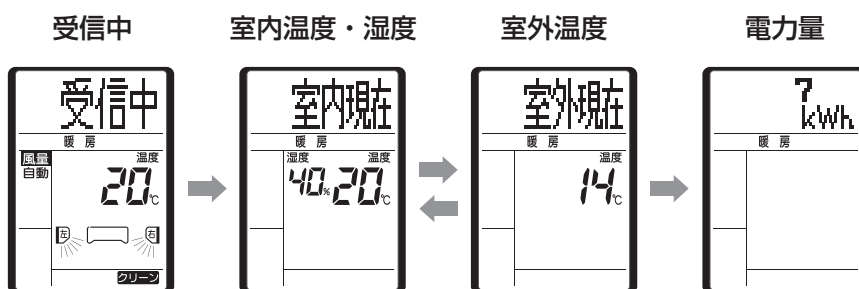 受信中
室内温度・湿度
室外温度
電力量
受信中
暖房
風量
自動
温度
20℃
左
右
クリーン
室内現在
暖房
湿度
温度
40% 20℃
室外現在
暖房
温度
14℃
7
kWh
暖房